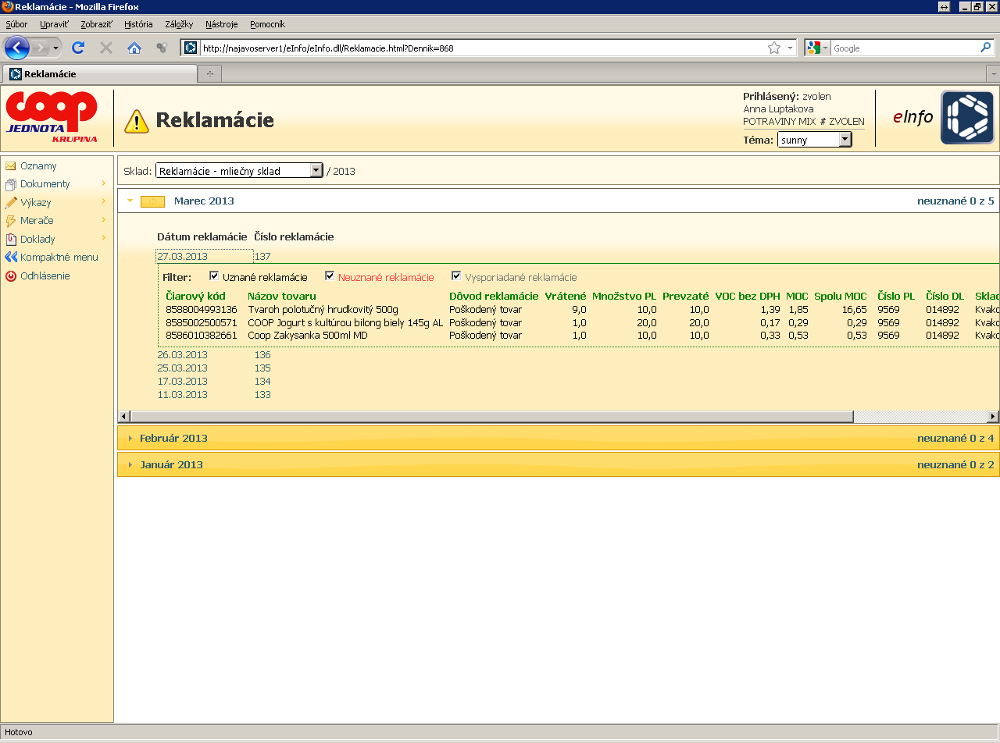 Reklamácie - Mozilla Firefox
Súbor Upraviť Zobraziť História Záložky Nástroje Pomocník
http://najavoserver1/eInfo/eInfo.dll/Reklamacie.html?Dennik=868 Google
Reklamácie
coop
JEDNOTA
KRUPINA
Reklamácie
Prihlásený: zvolen
Anna Luptakova
POTRAVINY MIX # ZVOLEN
Téma: sunny
eInfo
Oznamy
Dokumenty
Výkazy
Merače
Doklady
Kompaktné menu
Odhlásenie
Sklad: Reklamácie - mliečny sklad / 2013
Marec 2013 neuznané 0 z 5
Dátum reklamácie Číslo reklamácie
27.03.2013 137
Filter: Uznané reklamácie Neuznané reklamácie Vysporiadané reklamácie
Čiarový kód Názov tovaru Dôvod reklamácie Vrátené Množstvo PL Prevzaté VOC bez DPH MOC Spolu MOC Číslo PL Číslo DL Sklad
8588004993136 Tvaroh polotučný hrudkovitý 500g Poškodený tovar 9,0 10,0 10,0 1,39 1,85 16,65 9569 014892 Kvako
8585002500571 COOP Jogurt s kultúrou bilong biely 145g AL Poškodený tovar 1,0 20,0 20,0 0,17 0,29 0,29 9569 014892 Kvako
8586010382661 Coop Zakysanka 500ml MD Poškodený tovar 1,0 10,0 10,0 0,33 0,53 0,53 9569 014892 Kvako
26.03.2013 136
25.03.2013 135
17.03.2013 134
11.03.2013 133
Február 2013 neuznané 0 z 4
Január 2013 neuznané 0 z 2
Hotovo